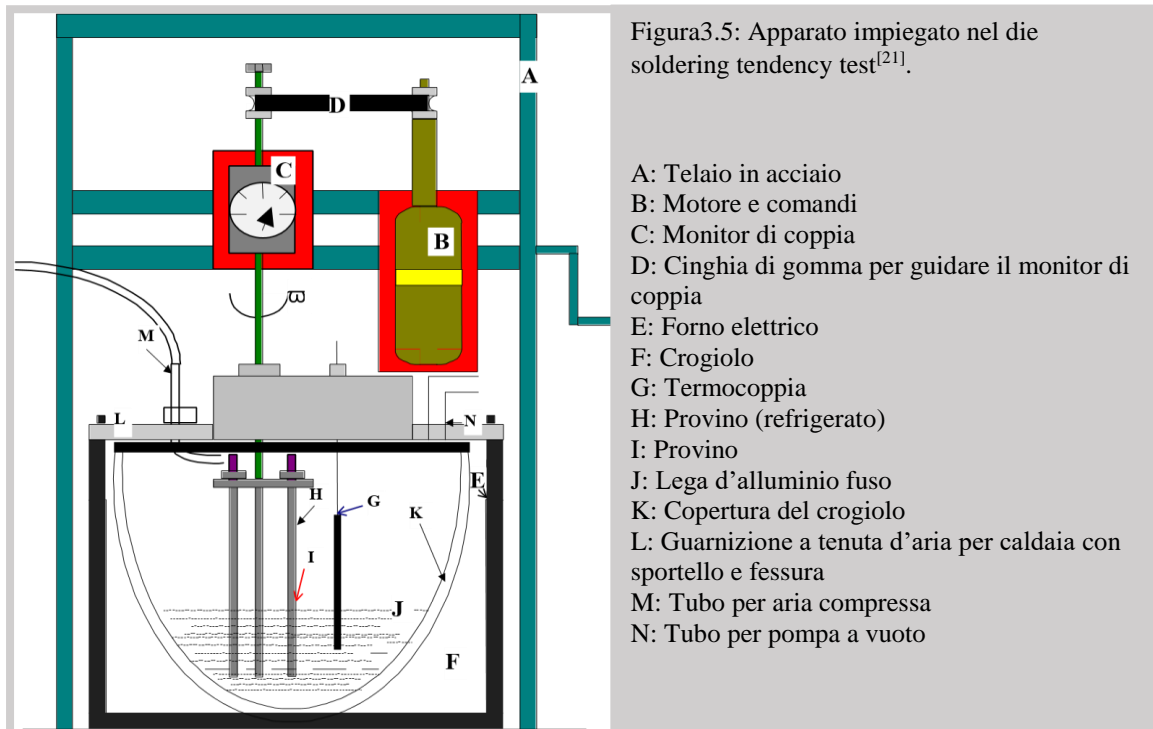 Figura3.5: Apparato impiegato nel die
soldering tendency test[21].
A: Telaio in acciaio
B: Motore e comandi
C: Monitor di coppia
D: Cinghia di gomma per guidare il monitor di
coppia
E: Forno elettrico
F: Crogiolo
G: Termocoppia
H: Provino (refrigerato)
I: Provino
J: Lega d’alluminio fuso
K: Copertura del crogiolo
L: Guarnizione a tenuta d’aria per caldaia con
sportello e fessura
M: Tubo per aria compressa
N: Tubo per pompa a vuoto
A
D
C
B
ϖ
M
L
N
E
H
G
K
I
J
F